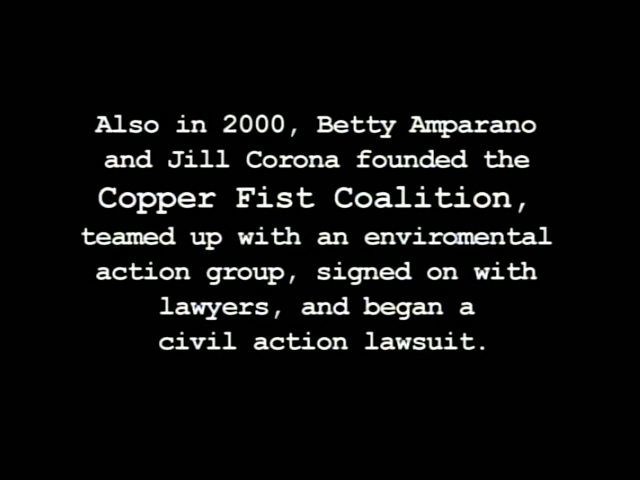 Also in 2000, Betty Amparano
and Jill Corona founded the
Copper Fist Coalition,
teamed up with an enviromental
action group, signed on with
lawyers, and began a
civil action lawsuit.